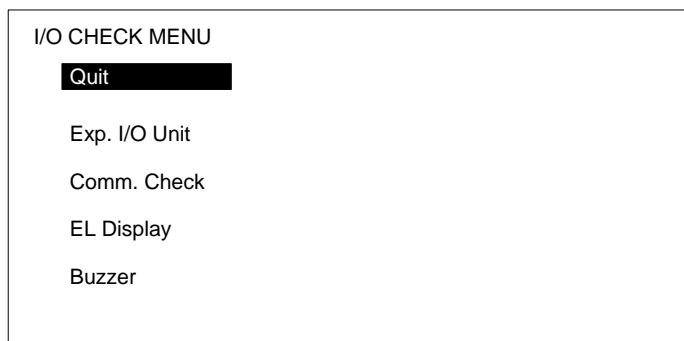 I/O CHECK MENU
Quit
Exp. I/O Unit
Comm. Check
EL Display
Buzzer